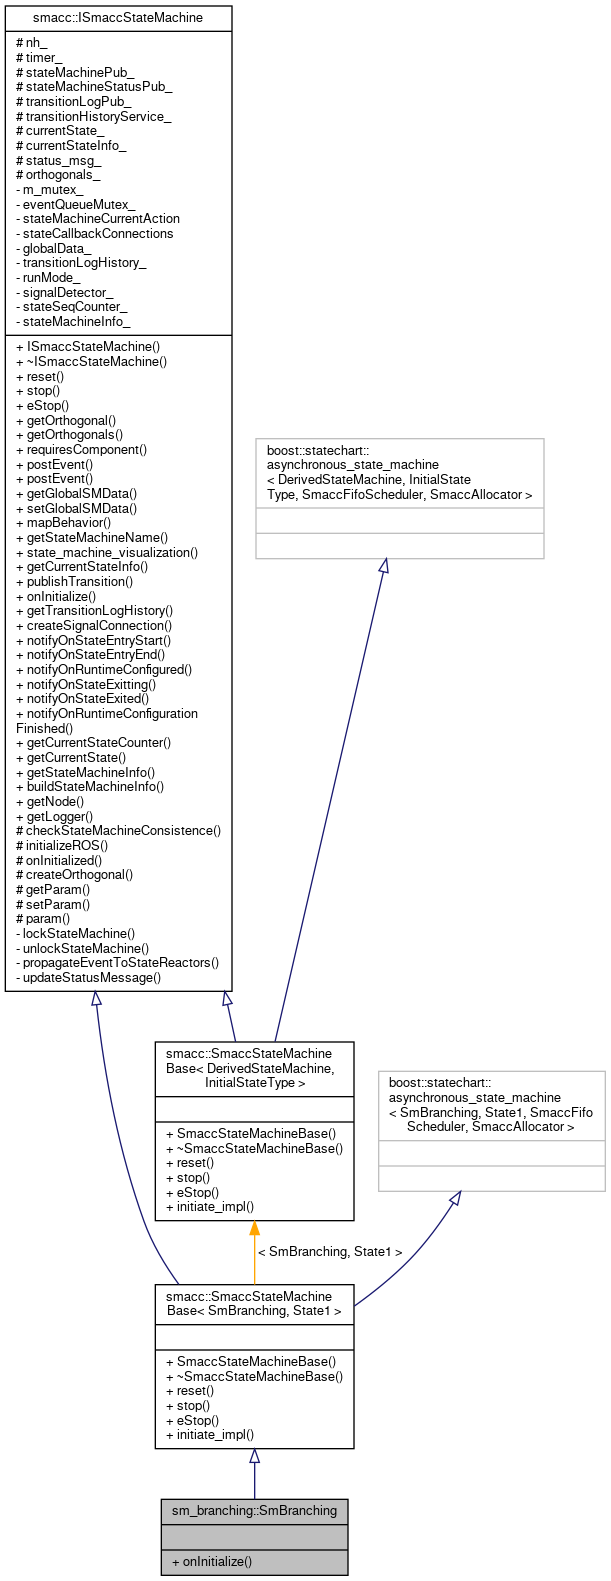 smacc::ISmaccStateMachine
# nh_
# timer_
# stateMachinePub_
# stateMachineStatusPub_
# transitionLogPub_
# transitionHistoryService_
# currentState_
# currentStateInfo_
# status_msg_
# orthogonals_
- m_mutex_
- eventQueueMutex_
- stateMachineCurrentAction
- stateCallbackConnections
- globalData_
- transitionLogHistory_
- runMode_
- signalDetector_
- stateSeqCounter_
- stateMachineInfo_
+ ISmaccStateMachine()
+ ~ISmaccStateMachine()
+ reset()
+ stop()
+ eStop()
+ getOrthogonal()
+ getOrthogonals()
+ requiresComponent()
+ postEvent()
+ postEvent()
+ getGlobalSMData()
+ setGlobalSMData()
+ mapBehavior()
+ getStateMachineName()
+ state_machine_visualization()
+ getCurrentStateInfo()
+ publishTransition()
+ onInitialize()
+ getTransitionLogHistory()
+ createSignalConnection()
+ notifyOnStateEntryStart()
+ notifyOnStateEntryEnd()
+ notifyOnRuntimeConfigured()
+ notifyOnStateExitting()
+ notifyOnStateExited()
+ notifyOnRuntimeConfiguration
Finished()
+ getCurrentStateCounter()
+ getCurrentState()
+ getStateMachineInfo()
+ buildStateMachineInfo()
+ getNode()
+ getLogger()
# checkStateMachineConsistence()
# initializeROS()
# onInitialized()
# createOrthogonal()
# getParam()
# setParam()
# param()
- lockStateMachine()
- unlockStateMachine()
- propagateEventToStateReactors()
- updateStatusMessage()
boost::statechart::
asynchronous_state_machine
< DerivedStateMachine, InitialState
Type, SmaccFifoScheduler, SmaccAllocator >
smacc::SmaccStateMachine
Base< DerivedStateMachine,
InitialStateType >
+ SmaccStateMachineBase()
+ ~SmaccStateMachineBase()
+ reset()
+ stop()
+ eStop()
+ initiate_impl()
boost::statechart::
asynchronous_state_machine
< SmBranching, State1, SmaccFifo
Scheduler, SmaccAllocator >
< SmBranching, State1 >
smacc::SmaccStateMachine
Base< SmBranching, State1 >
+ SmaccStateMachineBase()
+ ~SmaccStateMachineBase()
+ reset()
+ stop()
+ eStop()
+ initiate_impl()
sm_branching::SmBranching
+ onInitialize()